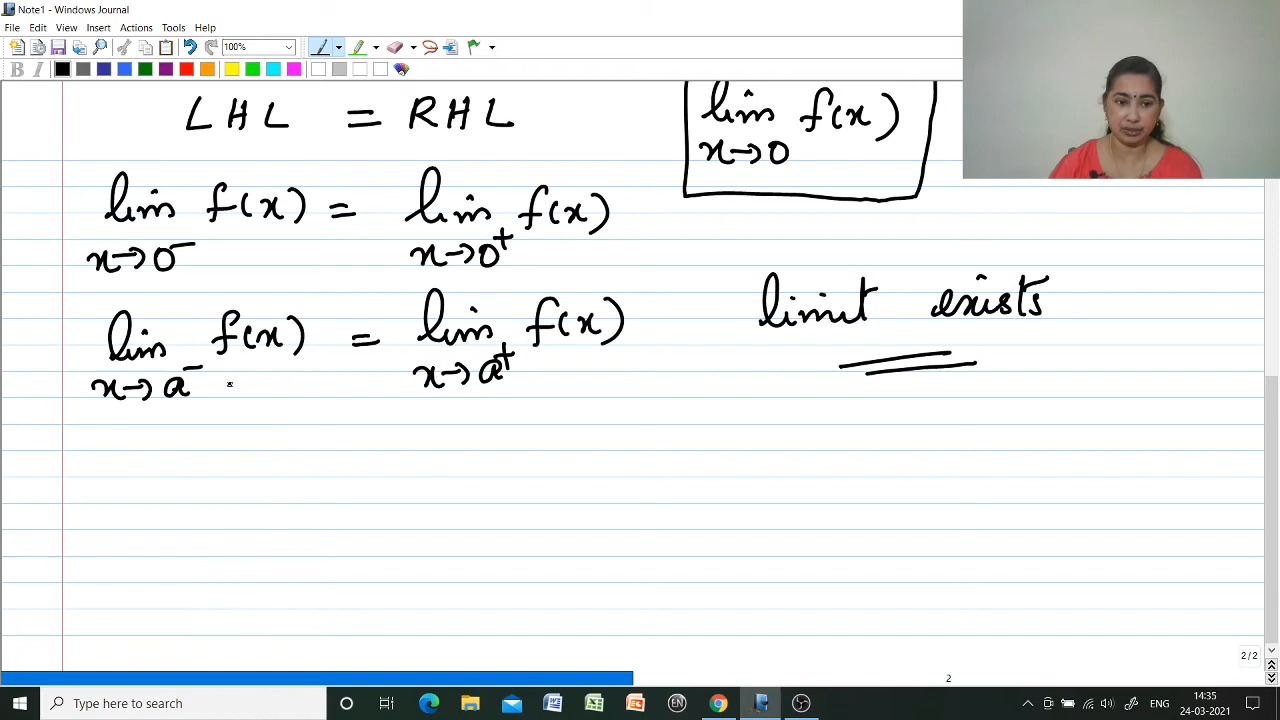 Note1 - Windows Journal
File Edit View Insert Actions Tools Help
100%
B I
LHL = RHL
lim f(x)
x→0
lim f(x) = lim f(x)
x→0⁻ x→0⁺
limit exists
lim f(x) = lim f(x)
x→a⁻ x→a⁺
2/2
2
Type here to search
EN
ENG
14:35
24-03-2021